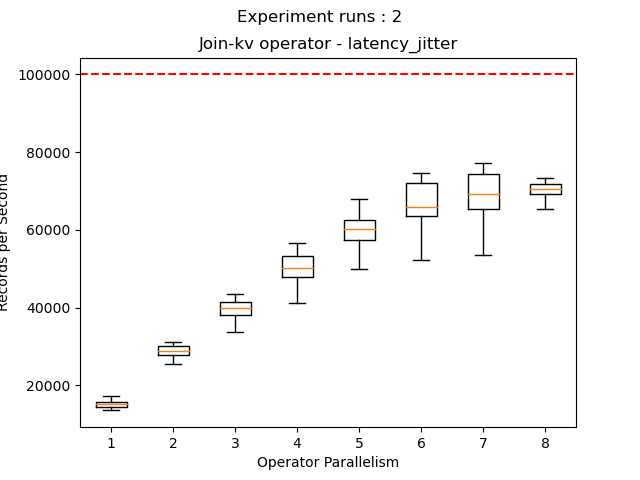 Experiment runs : 2
Join-kv operator - latency_jitter
100000
80000
60000
40000
20000
Records per Second
1 2 3 4 5 6 7 8
Operator Parallelism